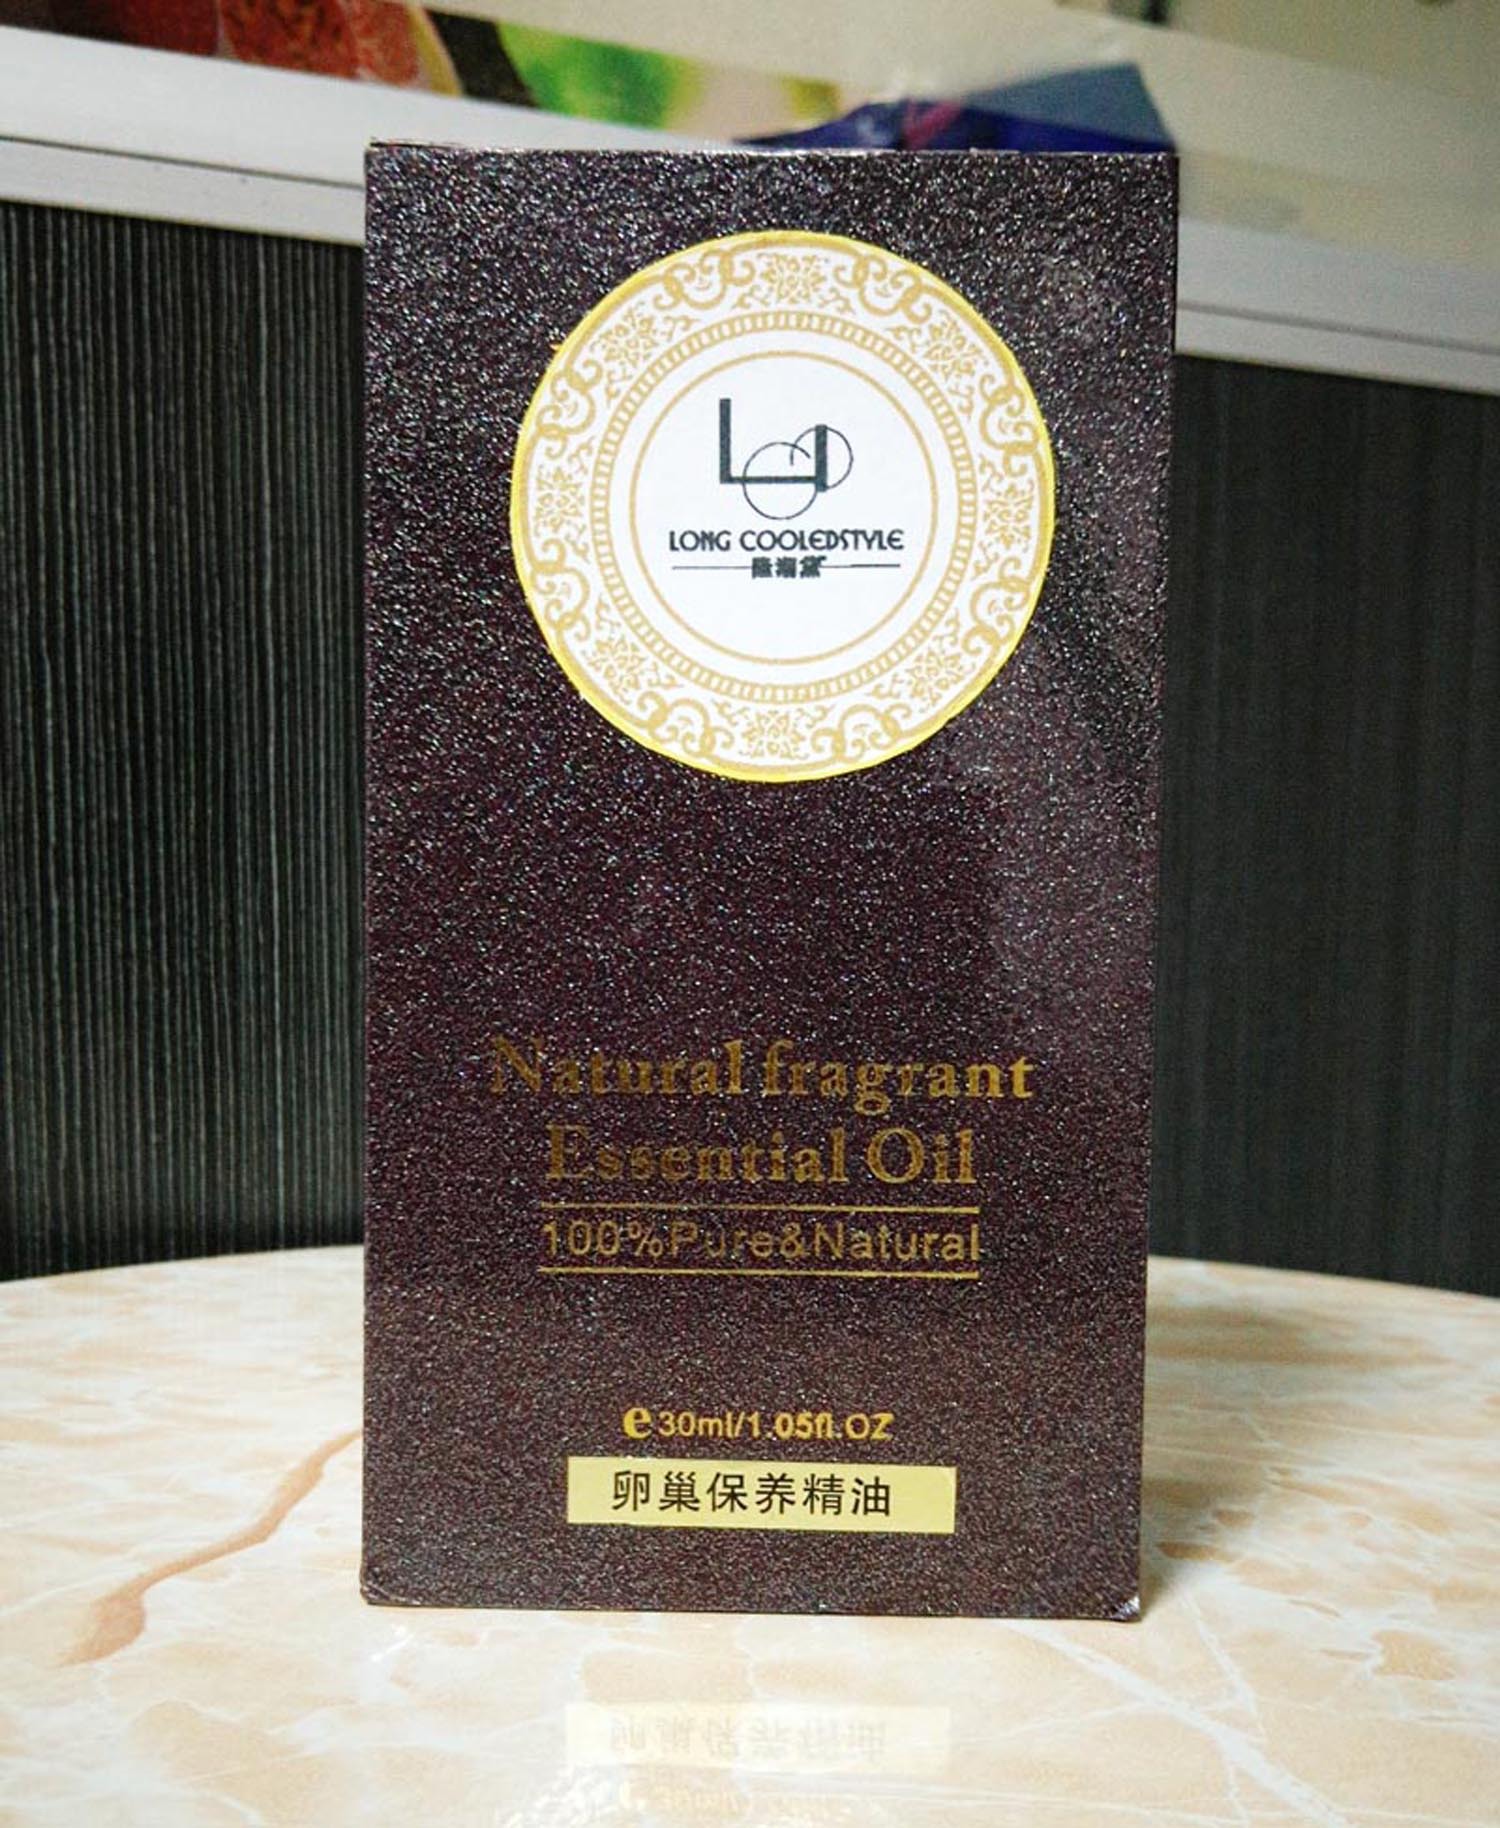 LONG COOLEDSTYLE
Natural fragrant
Essential Oil
100%Pure&Natural
e30ml/1.05fl.OZ
卵巢保养精油